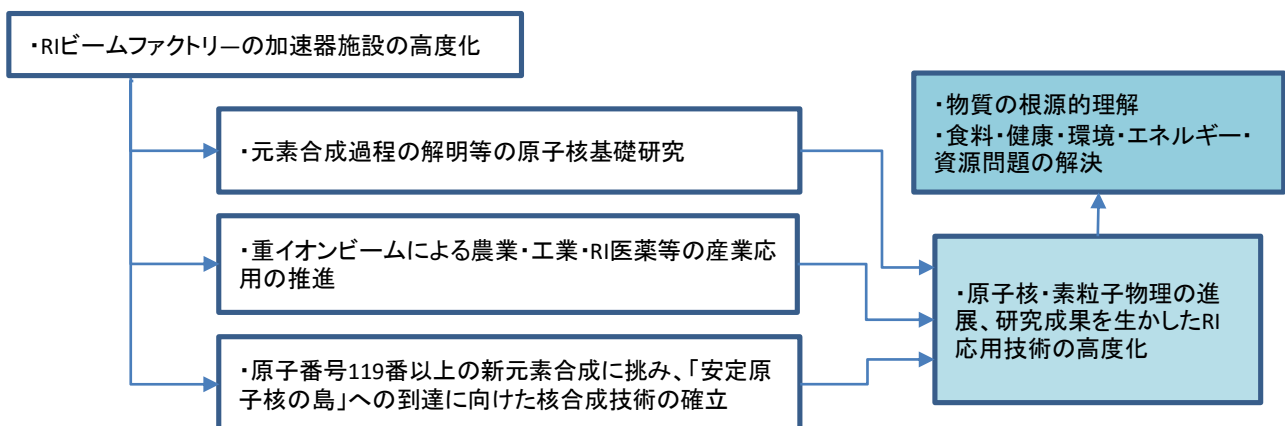 ・RIビームファクトリ―の加速器施設の高度化
・物質の根源的理解
・食料・健康・環境・エネルギー・
資源問題の解決
・元素合成過程の解明等の原子核基礎研究
・重イオンビームによる農業・工業・RI医薬等の産業応
用の推進
・原子核・素粒子物理の進
展、研究成果を生かしたRI
応用技術の高度化
・原子番号119番以上の新元素合成に挑み、「安定原
子核の島」への到達に向けた核合成技術の確立